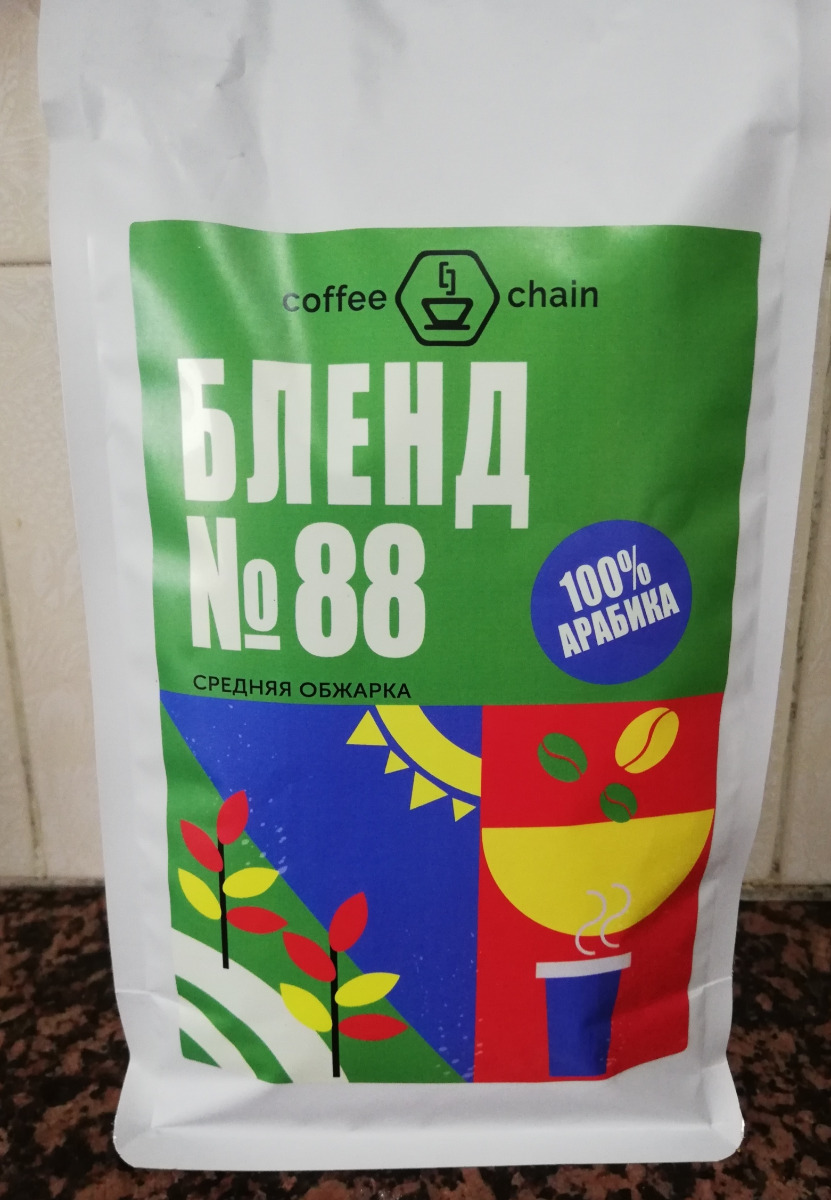 coffee chain
БЛЕНД
№88
100%
АРАБИКА
СРЕДНЯЯ ОБЖАРКА